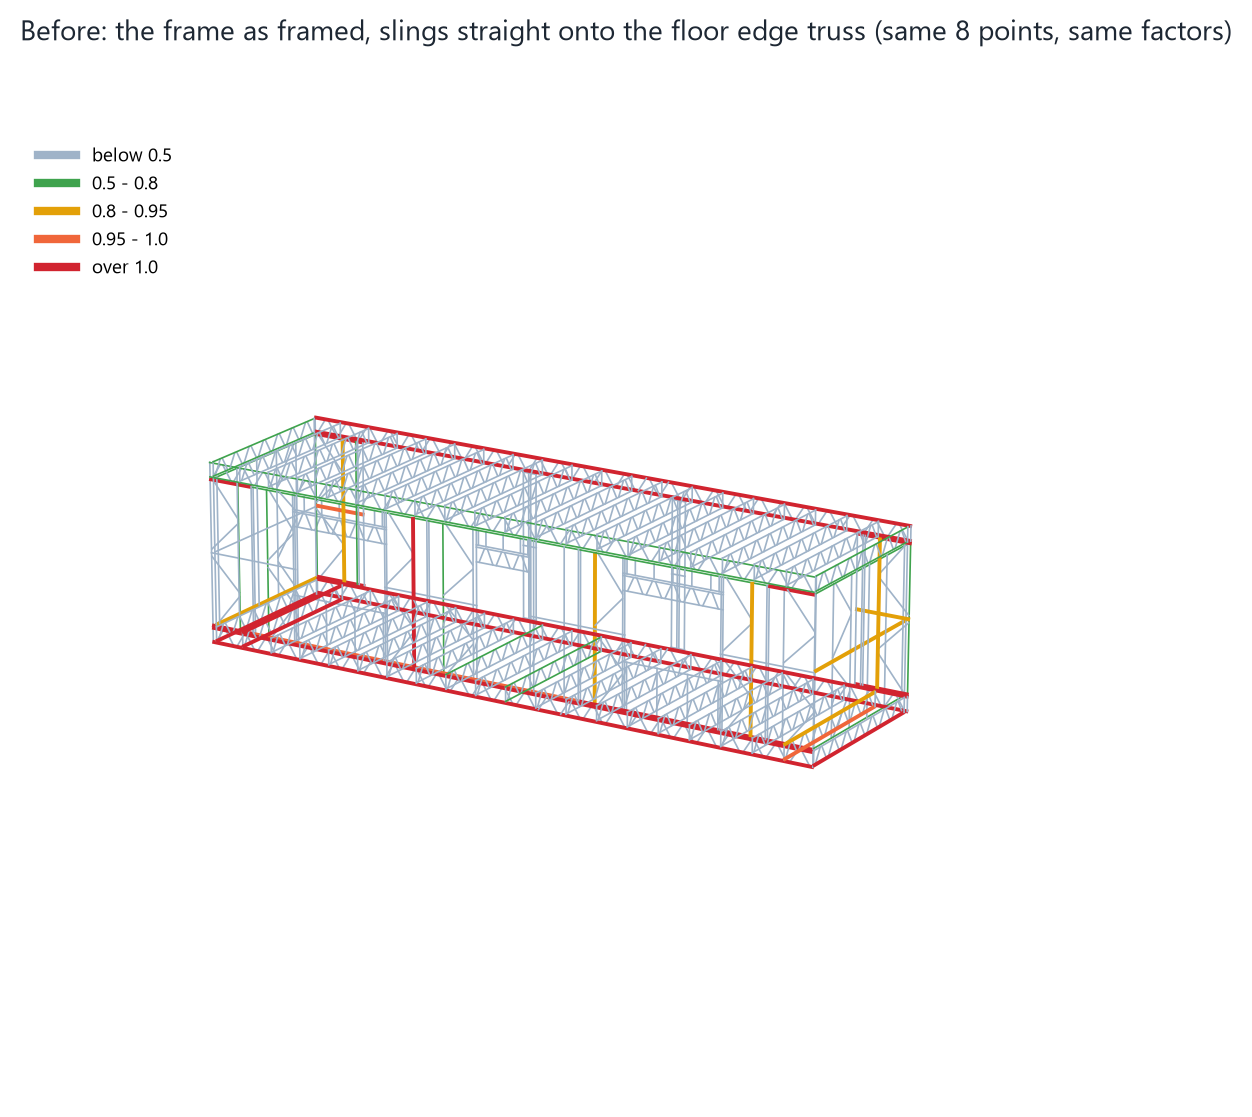 Before: the frame as framed, slings straight onto the floor edge truss (same 8 points, same factors)
below 0.5
0.5 - 0.8
0.8 - 0.95
0.95 - 1.0
over 1.0